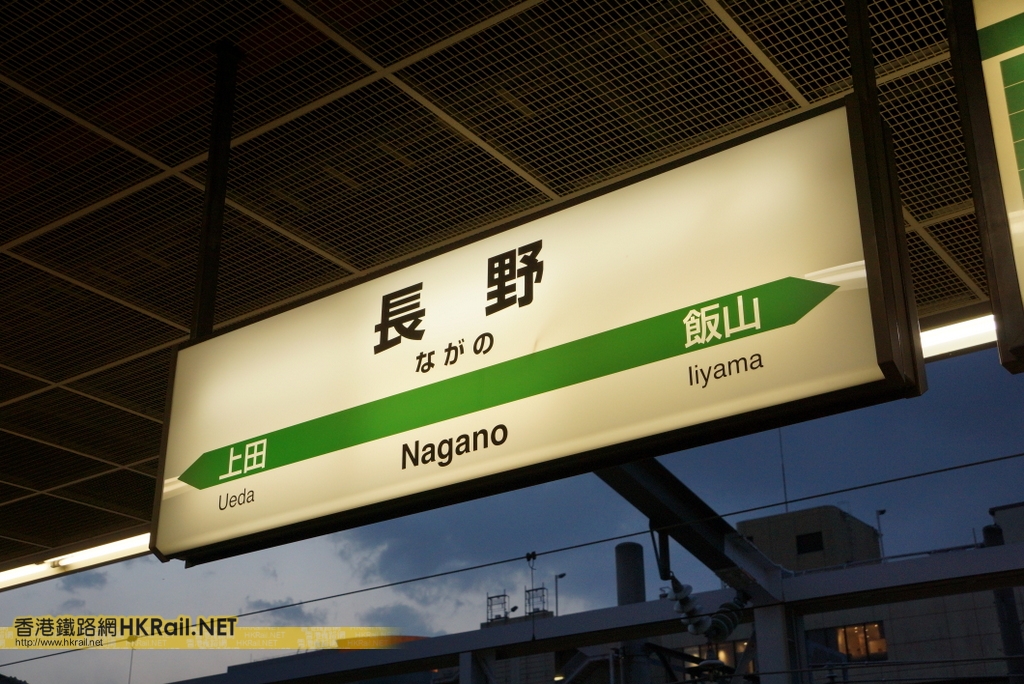 長野
ながの
上田
飯山
Ueda
Nagano
Iiyama
香港鐵路網HKRail.NET
http://www.hkrail.net